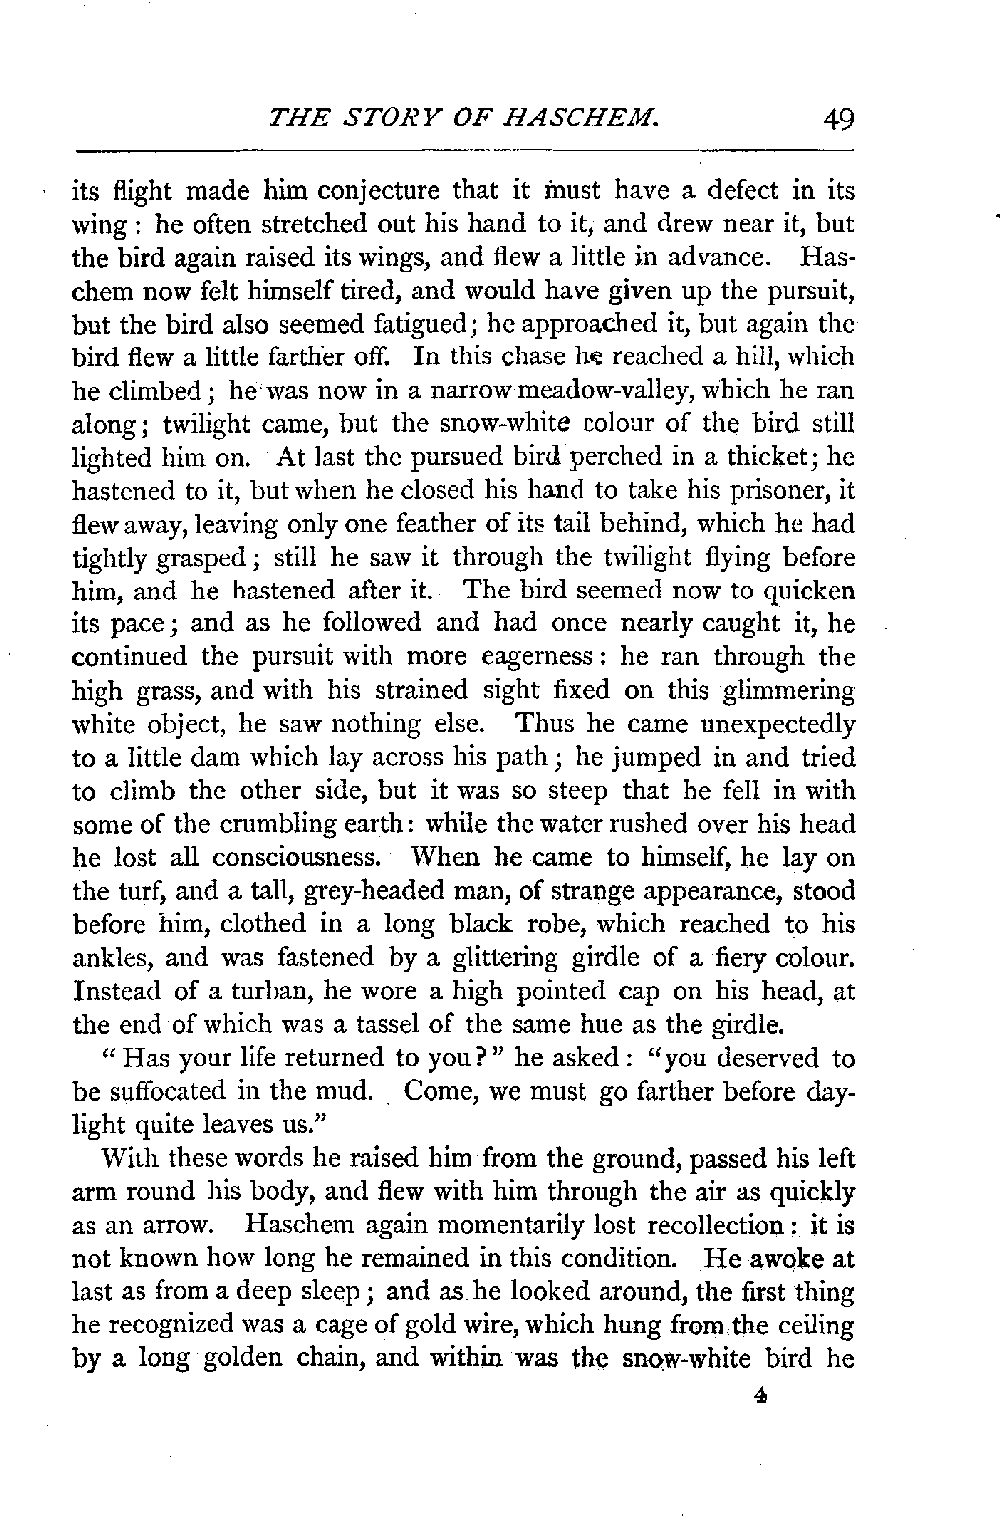 THE STORY OF HASCHEM. 49
its flight made him conjecture that it must have a defect in its
wing : he often stretched out his hand to it, and drew near it, but
the bird again raised its wings, and flew a little in advance. Has-
chem now felt himself tired, and would have given up the pursuit,
but the bird also seemed fatigued; he approached it, but again the
bird flew a little farther off. In this chase he reached a hill, which
he climbed; he was now in a narrow meadow-valley, which he ran
along; twilight came, but the snow-white colour of the bird still
lighted him on. At last the pursued bird perched in a thicket; he
hastened to it, but when he closed his hand to take his prisoner, it
flew away, leaving only one feather of its tail behind, which he had
tightly grasped; still he saw it through the twilight flying before
him, and he hastened after it. The bird seemed now to quicken
its pace; and as he followed and had once nearly caught it, he
continued the pursuit with more eagerness: he ran through the
high grass, and with his strained sight fixed on this glimmering
white object, he saw nothing else. Thus he came unexpectedly
to a little dam which lay across his path; he jumped in and tried
to climb the other side, but it was so steep that he fell in with
some of the crumbling earth: while the water rushed over his head
he lost all consciousness. When he came to himself, he lay on
the turf, and a tall, grey-headed man, of strange appearance, stood
before him, clothed in a long black robe, which reached to his
ankles, and was fastened by a glittering girdle of a fiery colour.
Instead of a turban, he wore a high pointed cap on his head, at
the end of which was a tassel of the same hue as the girdle.
“ Has your life returned to you?” he asked: “you deserved to
be suffocated in the mud. Come, we must go farther before day-
light quite leaves us.”
With these words he raised him from the ground, passed his left
arm round his body, and flew with him through the air as quickly
as an arrow. Haschem again momentarily lost recollection: it is
not known how long he remained in this condition. He awoke at
last as from a deep sleep; and as he looked around, the first thing
he recognized was a cage of gold wire, which hung from the ceiling
by a long golden chain, and within was the snow-white bird he
4